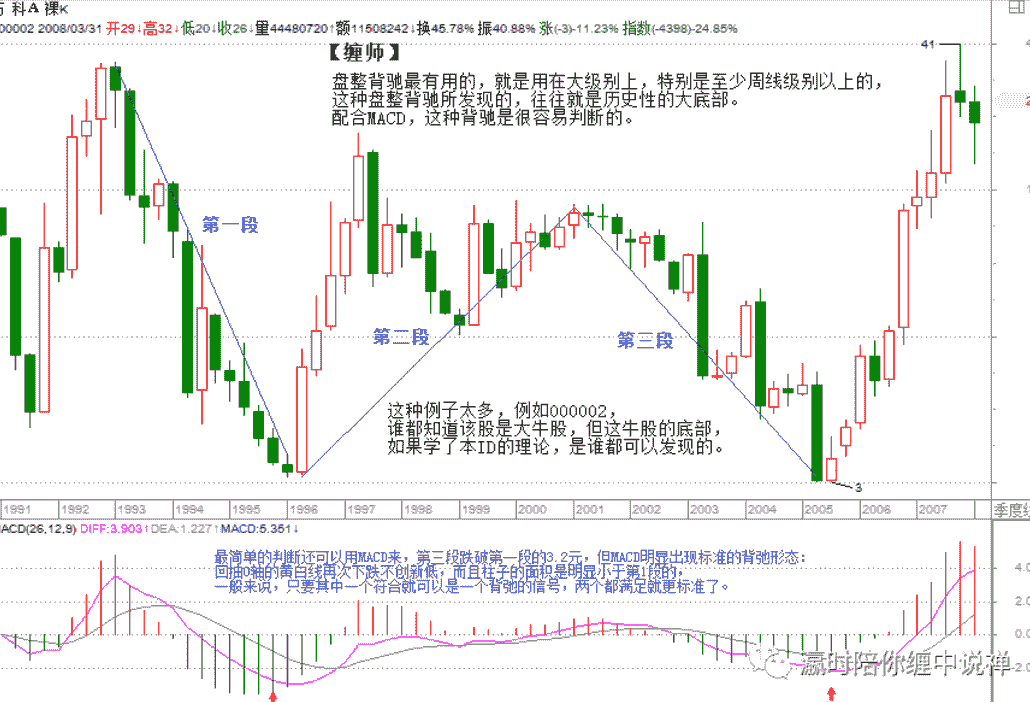 科A 裸K
00002 2008/03/31 开29↓高32↓低20↓收26↓量44480720↑额11508242↓换45.78% 振40.88% 涨(-3)-11.23% 指数(-4398)-24.85%
【缠师】
41
盘整背驰最有用的，就是用在大级别上，特别是至少周线级别以上的，
这种盘整背驰所发现的，往往就是历史性的大底部。
配合MACD，这种背驰是很容易判断的。
第一段
第二段
第三段
这种例子太多，例如000002，
谁都知道该股是大牛股，但这牛股的底部，
如果学了本ID的理论，是谁都可以发现的。
3
1991 1992 1993 1994 1995 1996 1997 1998 1999 2000 2001 2002 2003 2004 2005 2006 2007 季度线
ACD(26,12,9) DIFF:3.903↑DEA:1.227↑MACD:5.351↓
最简单的判断还可以用MACD来，第三段跌破第一段的3.2元，但MACD明显出现标准的背弛形态：
回抽0轴的黄白线再次下跌不创新低，而且柱子的面积是明显小于第1段的，
一般来说，只要其中一个符合就可以是一个背弛的信号，两个都满足就更标准了。
4.0
2.0
0.0
瀛时陪你缠中说禅
-2.0